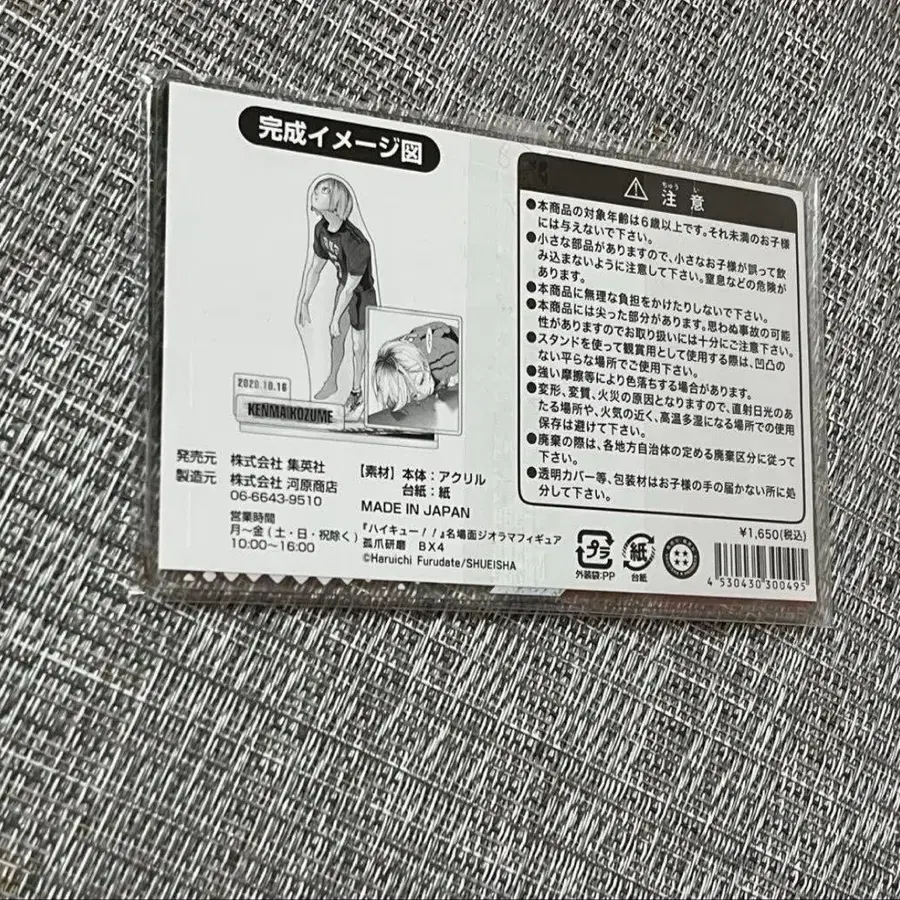 完成イメージ図
2020.10.16
KENMA KOZUME
発売元 株式会社 集英社
製造元 株式会社 河原商店
06-6643-9510
営業時間
月～金(土・日・祝除く)
10:00～16:00
【素材】本体：アクリル
台紙：紙
MADE IN JAPAN
『ハイキュー！！』名場面ジオラマフィギュア
孤爪研磨 BX4
©Haruichi Furudate/SHUEISHA
ちゅう い
注 意
●本商品の対象年齢は6歳以上です。それ未満のお子様
には与えないで下さい。
●小さな部品がありますので、小さなお子様が誤って飲
み込まないように注意して下さい。窒息などの危険が
あります。
●本商品に無理な負担をかけたりしないで下さい。
●本商品には尖った部分があります。思わぬ事故の可能
性がありますのでお取り扱いには十分にご注意下さい。
●スタンドを使って観賞用として使用する際は、凹凸の
ない平らな場所でご使用下さい。
●強い摩擦等により色落ちする場合があります。
●変形、変質、火災の原因となりますので、直射日光のあ
たる場所や、火気の近く、高温多湿になる場所での使用
保存は避けて下さい。
●廃棄の際は、各地方自治体の定める廃棄区分に従って
下さい。
●透明カバー等、包装材はお子様の手の届かない所に処
分して下さい。
¥1,650(税込)
プラ
外装袋:PP
紙
台紙
4 530430 300495